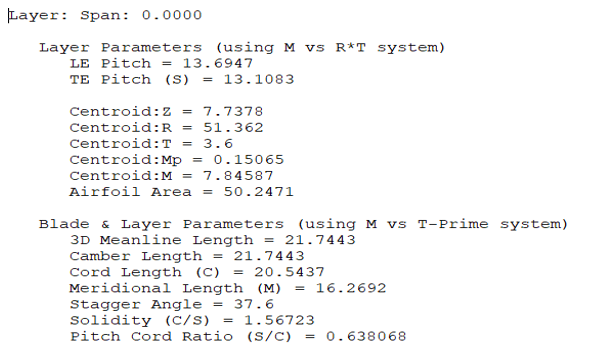 Layer: Span: 0.0000
Layer Parameters (using M vs R*T system)
LE Pitch = 13.6947
TE Pitch (S) = 13.1083
Centroid:Z = 7.7378
Centroid:R = 51.362
Centroid:T = 3.6
Centroid:Mp = 0.15065
Centroid:M = 7.84587
Airfoil Area = 50.2471
Blade & Layer Parameters (using M vs T-Prime system)
3D Meanline Length = 21.7443
Camber Length = 21.7443
Cord Length (C) = 20.5437
Meridional Length (M) = 16.2692
Stagger Angle = 37.6
Solidity (C/S) = 1.56723
Pitch Cord Ratio (S/C) = 0.638068